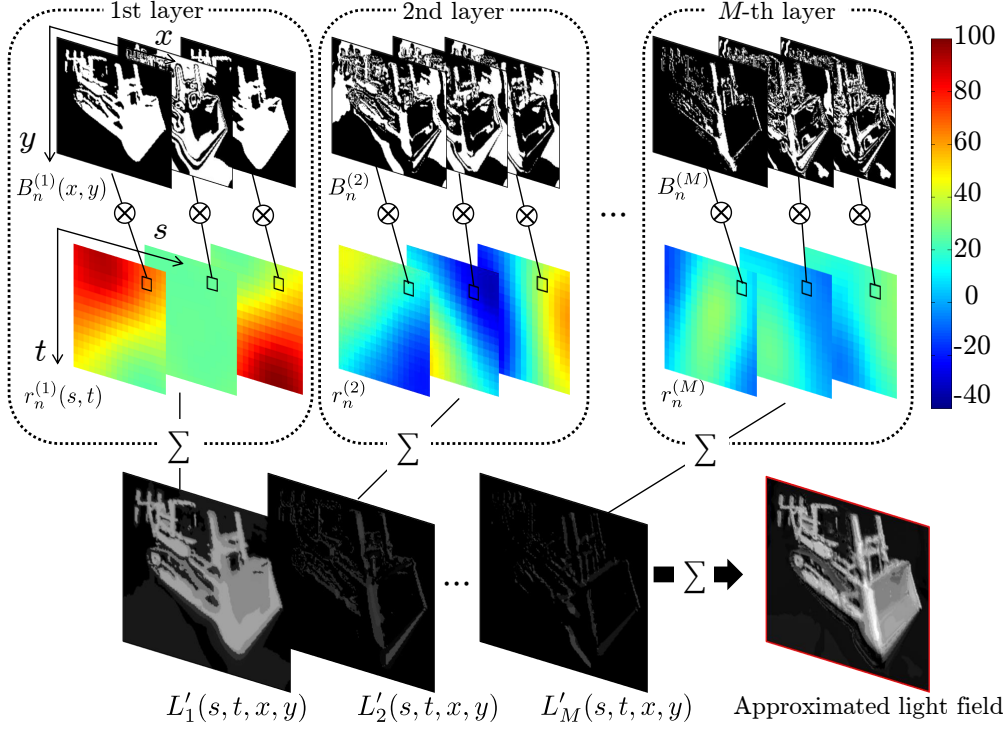 1st layer
2nd layer
M-th layer
x
y
B_n^{(1)}(x, y)
B_n^{(2)}
B_n^{(M)}
...
s
t
r_n^{(1)}(s, t)
r_n^{(2)}
r_n^{(M)}
100
80
60
40
20
0
-20
-40
∑
∑
∑
...
∑
L'_1(s, t, x, y)
L'_2(s, t, x, y)
L'_M(s, t, x, y)
Approximated light field